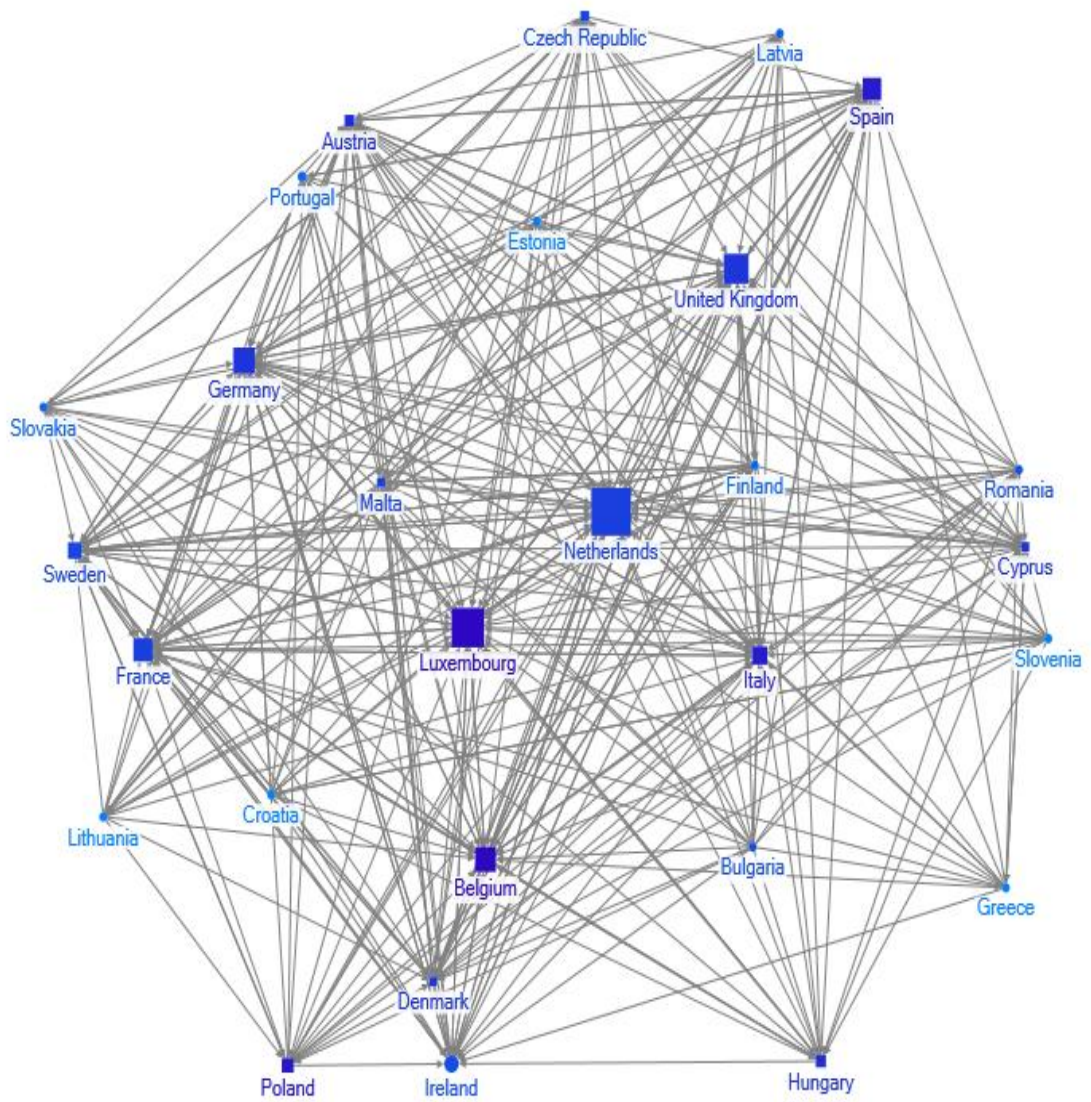 Czech Republic
Latvia
Spain
Austria
Portugal
Estonia
United Kingdom
Germany
Slovakia
Malta
Finland
Romania
Netherlands
Sweden
Cyprus
Luxembourg
Italy
Slovenia
France
Croatia
Lithuania
Belgium
Bulgaria
Greece
Denmark
Poland
Ireland
Hungary